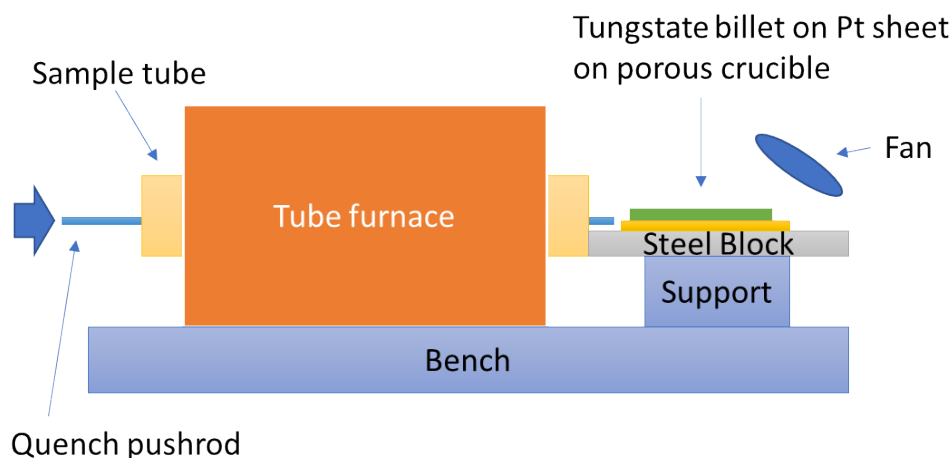 Tungstate billet on Pt sheet
on porous crucible
Sample tube
Fan
Tube furnace
Steel Block
Support
Bench
Quench pushrod